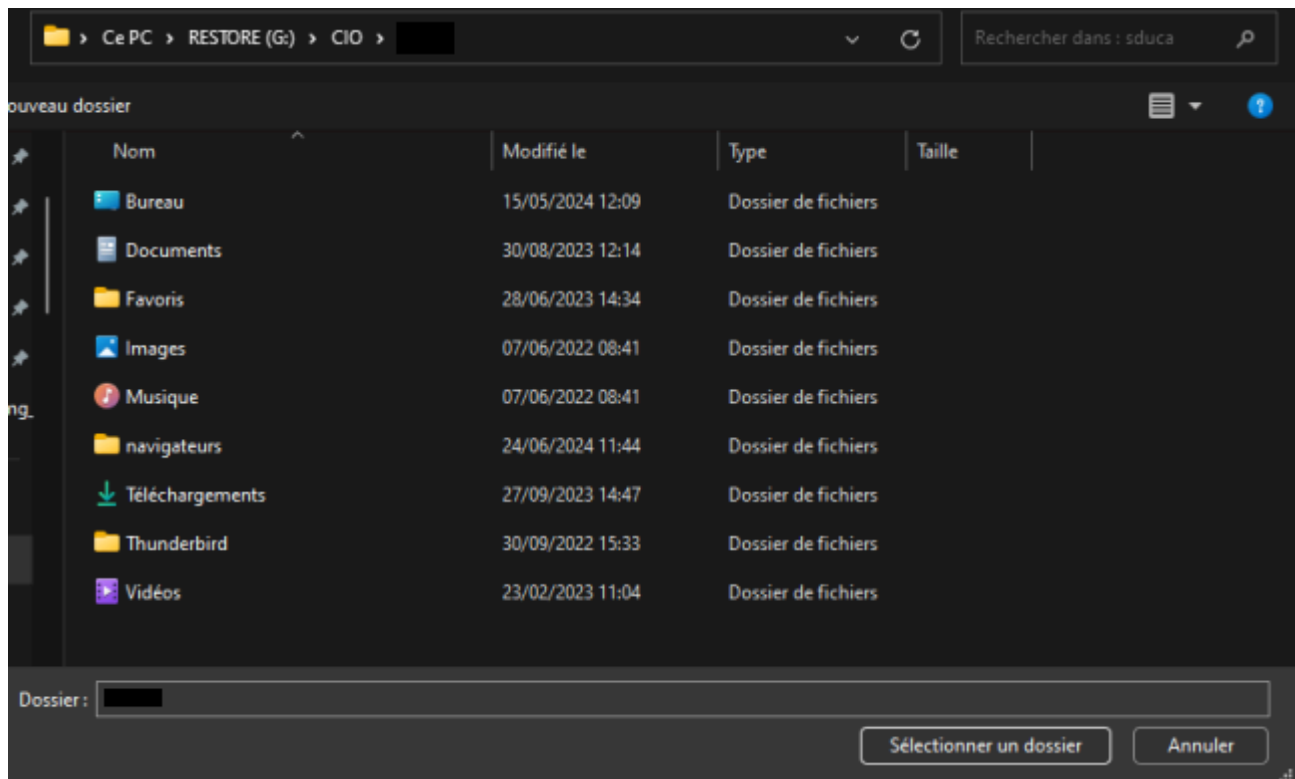 Ce PC > RESTORE (G:) > CIO > Rechercher dans : sduca
ouveau dossier
Nom Modifié le Type Taille
Bureau 15/05/2024 12:09 Dossier de fichiers
Documents 30/08/2023 12:14 Dossier de fichiers
Favoris 28/06/2023 14:34 Dossier de fichiers
Images 07/06/2022 08:41 Dossier de fichiers
Musique 07/06/2022 08:41 Dossier de fichiers
ng_
navigateurs 24/06/2024 11:44 Dossier de fichiers
Téléchargements 27/09/2023 14:47 Dossier de fichiers
Thunderbird 30/09/2022 15:33 Dossier de fichiers
Vidéos 23/02/2023 11:04 Dossier de fichiers
Dossier :
Sélectionner un dossier Annuler